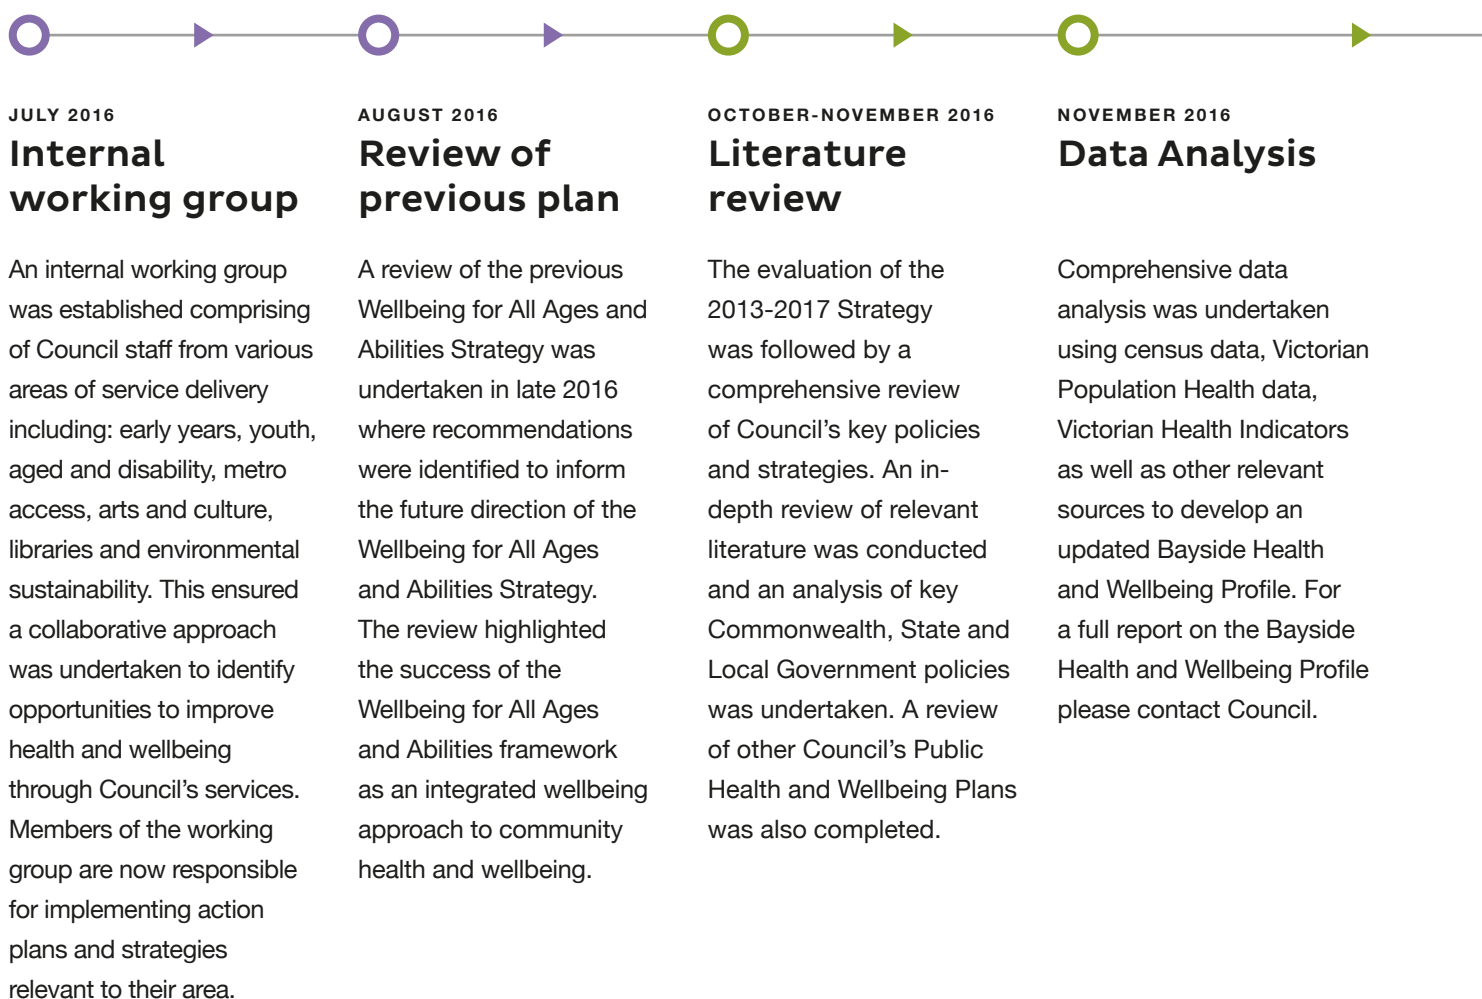 JULY 2016
Internal
working group
An internal working group
was established comprising
of Council staff from various
areas of service delivery
including: early years, youth,
aged and disability, metro
access, arts and culture,
libraries and environmental
sustainability. This ensured
a collaborative approach
was undertaken to identify
opportunities to improve
health and wellbeing
through Council’s services.
Members of the working
group are now responsible
for implementing action
plans and strategies
relevant to their area.
AUGUST 2016
Review of
previous plan
A review of the previous
Wellbeing for All Ages and
Abilities Strategy was
undertaken in late 2016
where recommendations
were identified to inform
the future direction of the
Wellbeing for All Ages
and Abilities Strategy.
The review highlighted
the success of the
Wellbeing for All Ages
and Abilities framework
as an integrated wellbeing
approach to community
health and wellbeing.
OCTOBER-NOVEMBER 2016
Literature
review
The evaluation of the
2013-2017 Strategy
was followed by a
comprehensive review
of Council’s key policies
and strategies. An in-
depth review of relevant
literature was conducted
and an analysis of key
Commonwealth, State and
Local Government policies
was undertaken. A review
of other Council’s Public
Health and Wellbeing Plans
was also completed.
NOVEMBER 2016
Data Analysis
Comprehensive data
analysis was undertaken
using census data, Victorian
Population Health data,
Victorian Health Indicators
as well as other relevant
sources to develop an
updated Bayside Health
and Wellbeing Profile. For
a full report on the Bayside
Health and Wellbeing Profile
please contact Council.